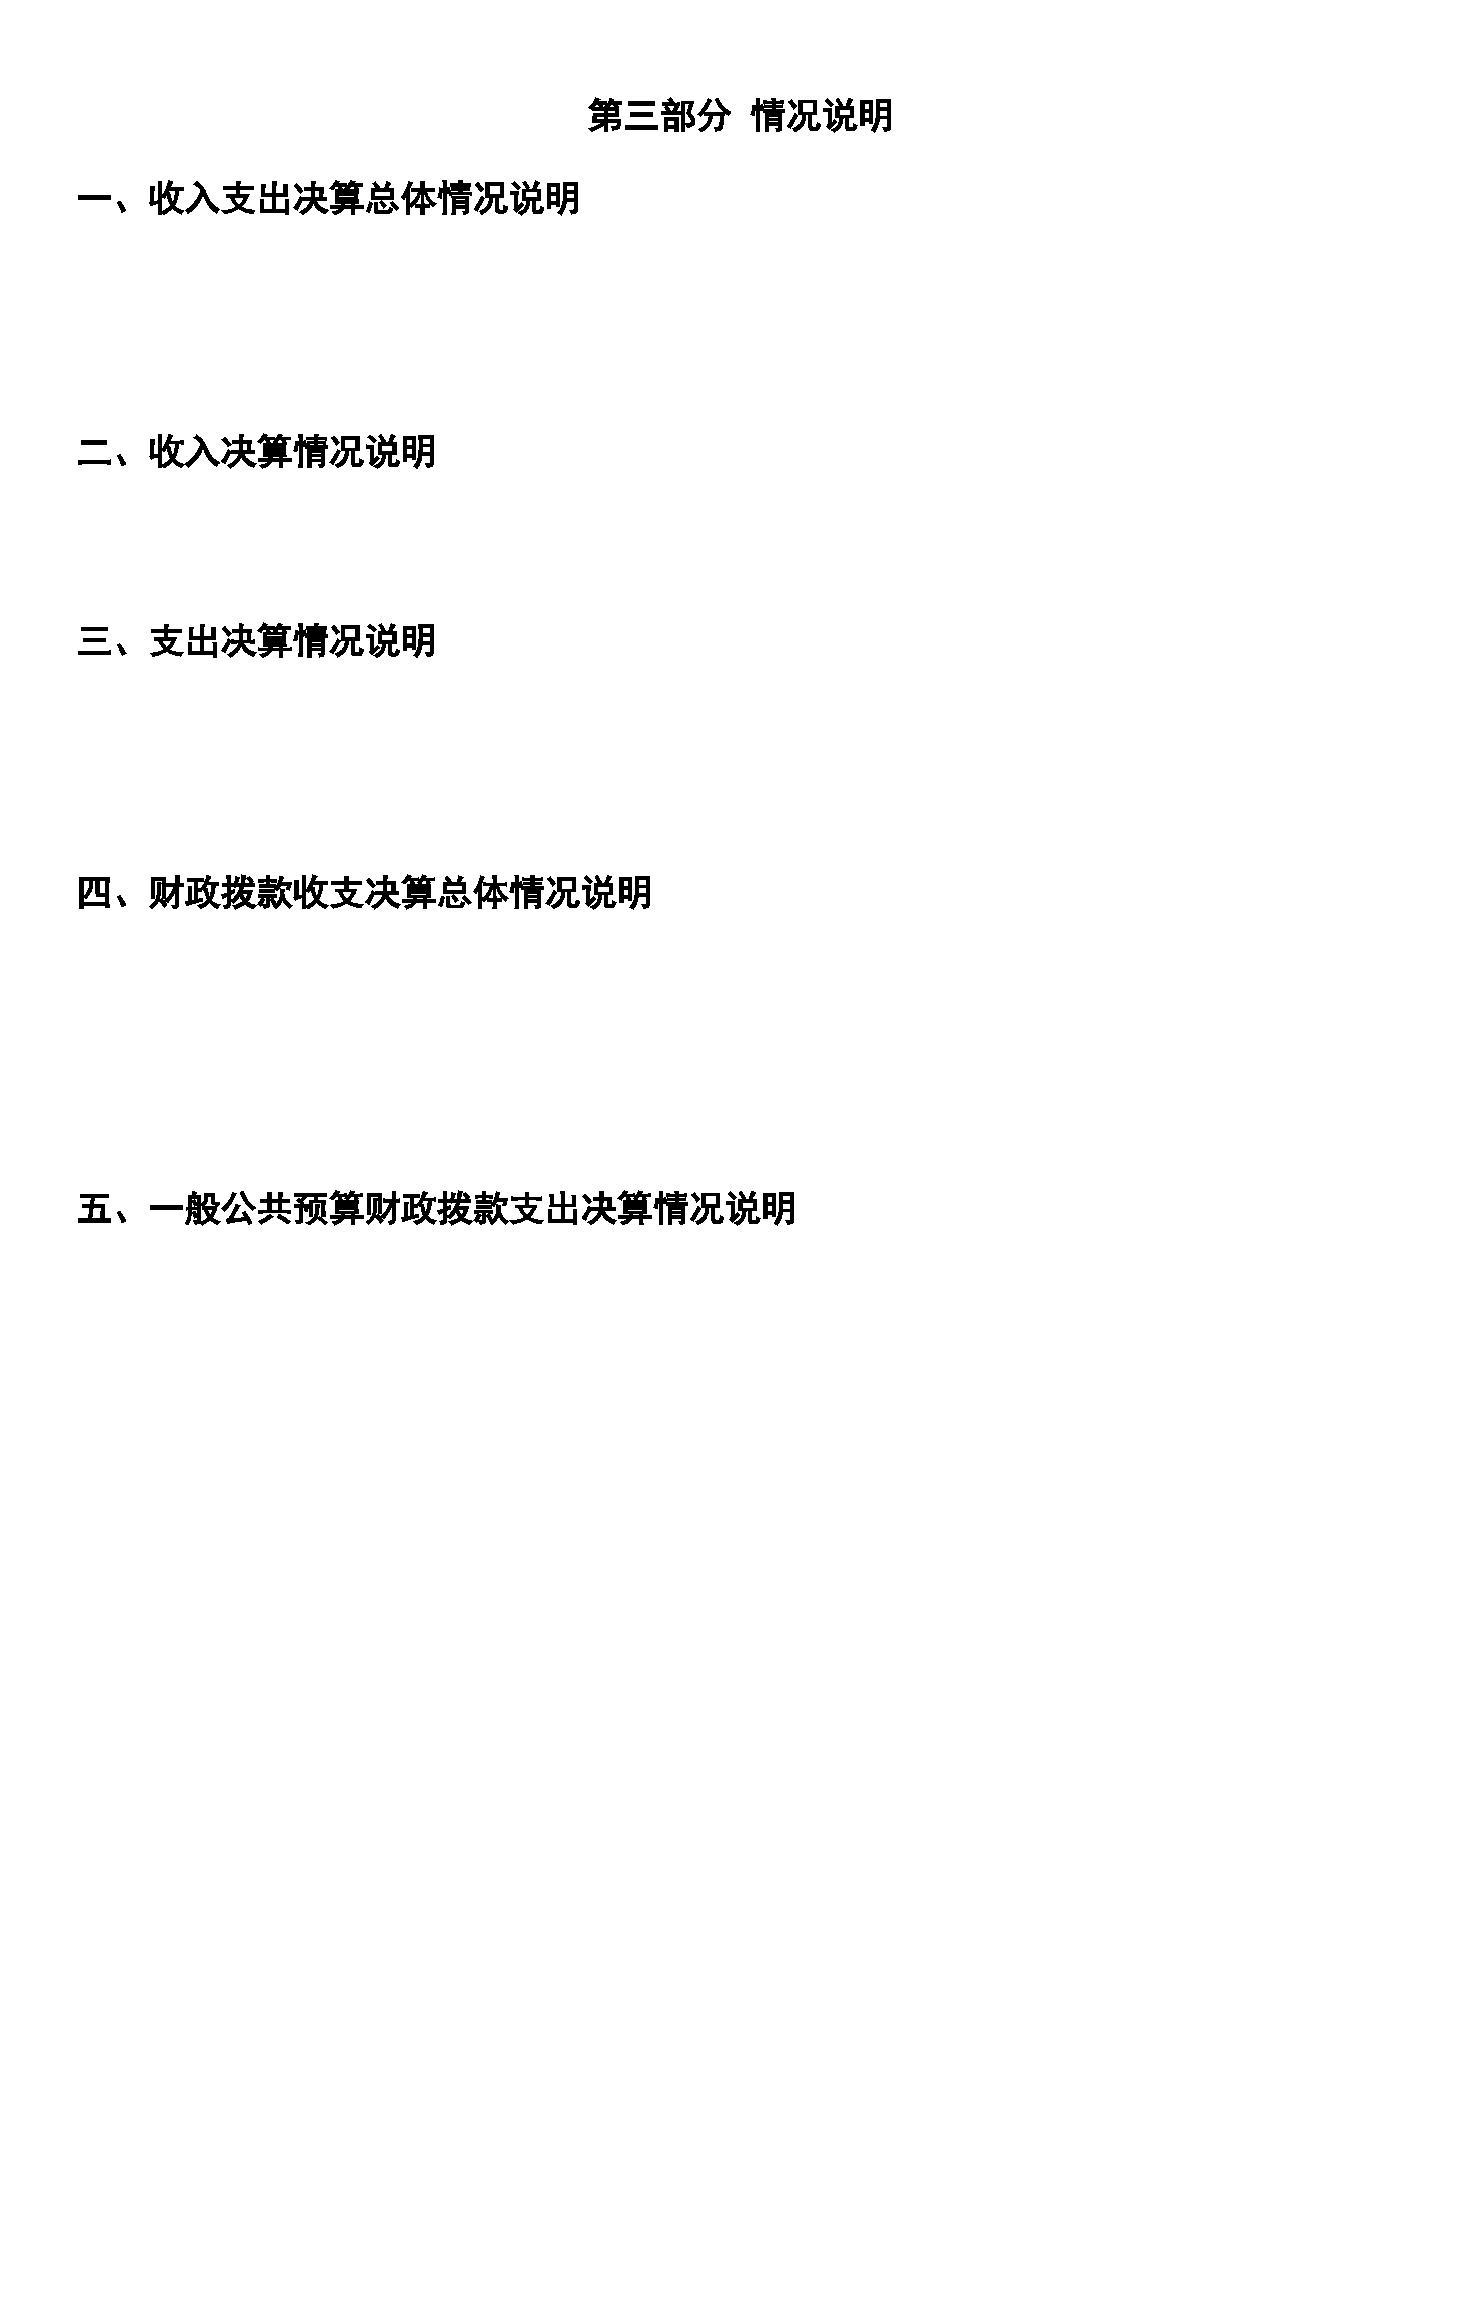 第三部分 情况说明
一、收入支出决算总体情况说明
二、收入决算情况说明
三、支出决算情况说明
四、财政拨款收支决算总体情况说明
五、一般公共预算财政拨款支出决算情况说明